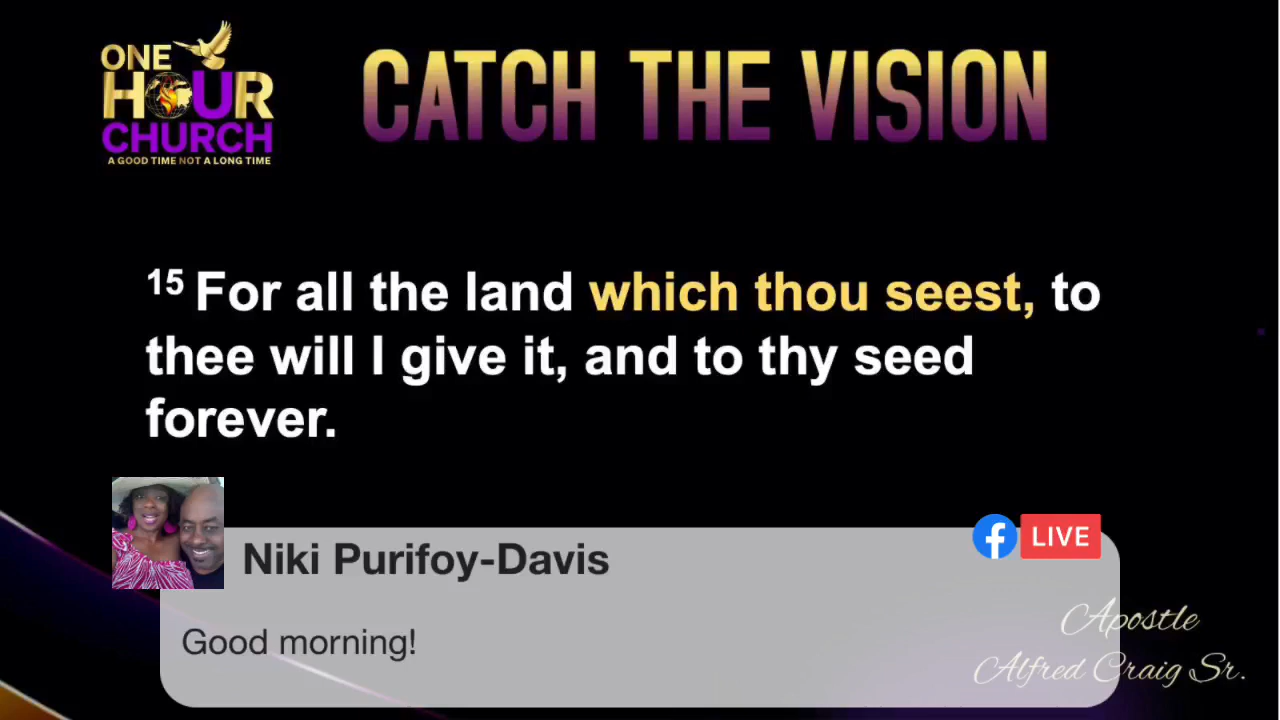 ONE
HOUR
CHURCH
A GOOD TIME NOT A LONG TIME
CATCH THE VISION
15 For all the land which thou seest, to
thee will I give it, and to thy seed
forever.
Niki Purifoy-Davis
LIVE
Good morning!
Apostle
Alfred Craig Sr.